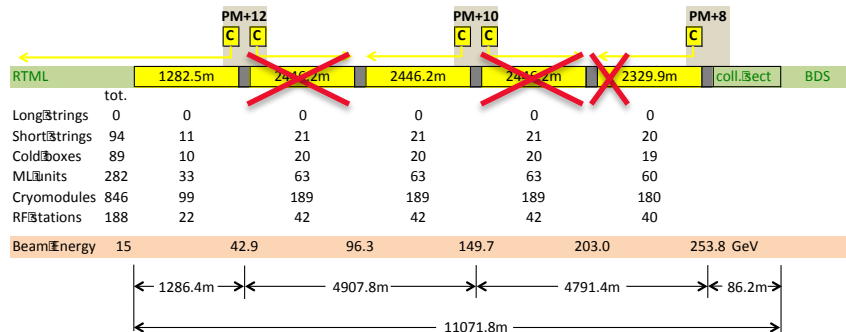 PM+12 PM+10 PM+8
C C C C C
RTML 1282.5m 2446.2m 2446.2m 2446.2m 2329.9m coll. sect BDS
tot.
Long strings 0 0 0 0 0 0
Short strings 94 11 21 21 21 20
Cold boxes 89 10 20 20 20 19
ML units 282 33 63 63 63 60
Cryomodules 846 99 189 189 189 180
RF stations 188 22 42 42 42 40
Beam Energy 15 42.9 96.3 149.7 203.0 253.8 GeV
1286.4m 4907.8m 4791.4m 86.2m
11071.8m